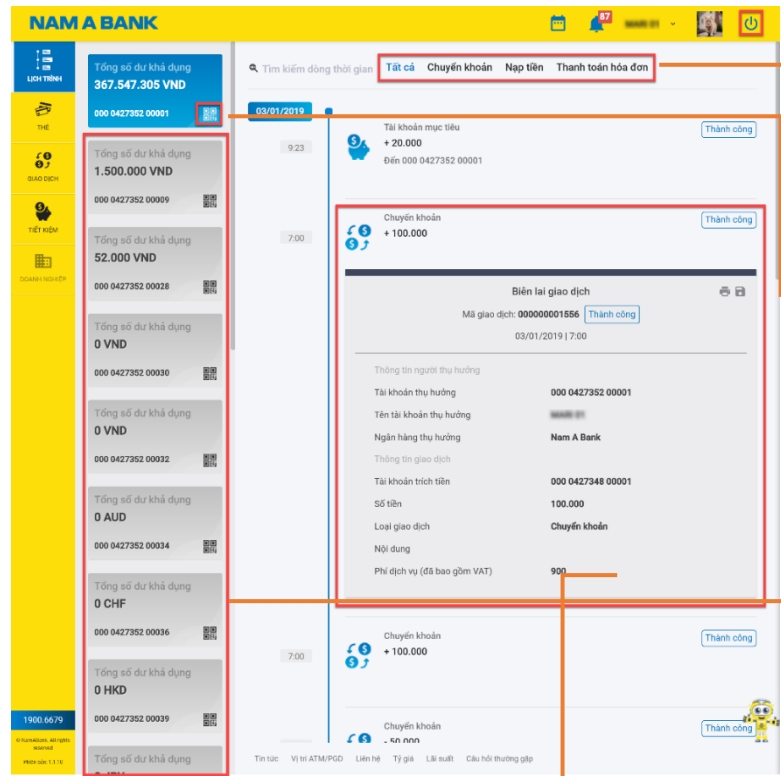 NAM A BANK
87
LỊCH TRÌNH
THẺ
GIAO DỊCH
TIẾT KIỆM
DOANH NGHIỆP
1900.6679
Phiên bản: 1.1.10
Tổng số dư khả dụng
367.547.305 VND
000 0427352 00001
Tổng số dư khả dụng
1.500.000 VND
000 0427352 00009
Tổng số dư khả dụng
52.000 VND
000 0427352 00028
Tổng số dư khả dụng
0 VND
000 0427352 00030
Tổng số dư khả dụng
0 VND
000 0427352 00032
Tổng số dư khả dụng
0 AUD
000 0427352 00034
Tổng số dư khả dụng
0 CHF
000 0427352 00036
Tổng số dư khả dụng
0 HKD
000 0427352 00039
Tổng số dư khả dụng
Tìm kiếm dòng thời gian Tất cả Chuyển khoản Nạp tiền Thanh toán hóa đơn
03/01/2019
9:23
Tài khoản mục tiêu
+ 20.000
Đến 000 0427352 00001
Thành công
7:00
Chuyển khoản
+ 100.000
Thành công
Biên lai giao dịch
Mã giao dịch: 000000001556 Thành công
03/01/2019 | 7:00
Thông tin người thụ hưởng
Tài khoản thụ hưởng 000 0427352 00001
Tên tài khoản thụ hưởng
Ngân hàng thụ hưởng Nam A Bank
Thông tin giao dịch
Tài khoản trích tiền 000 0427348 00001
Số tiền 100.000
Loại giao dịch Chuyển khoản
Nội dung
Phí dịch vụ (đã bao gồm VAT) 900
7:00
Chuyển khoản
+ 100.000
Thành công
Chuyển khoản
- 50.000
Thành công
Tin tức Vị trí ATM/PGD Liên hệ Tỷ giá Lãi suất Câu hỏi thường gặp